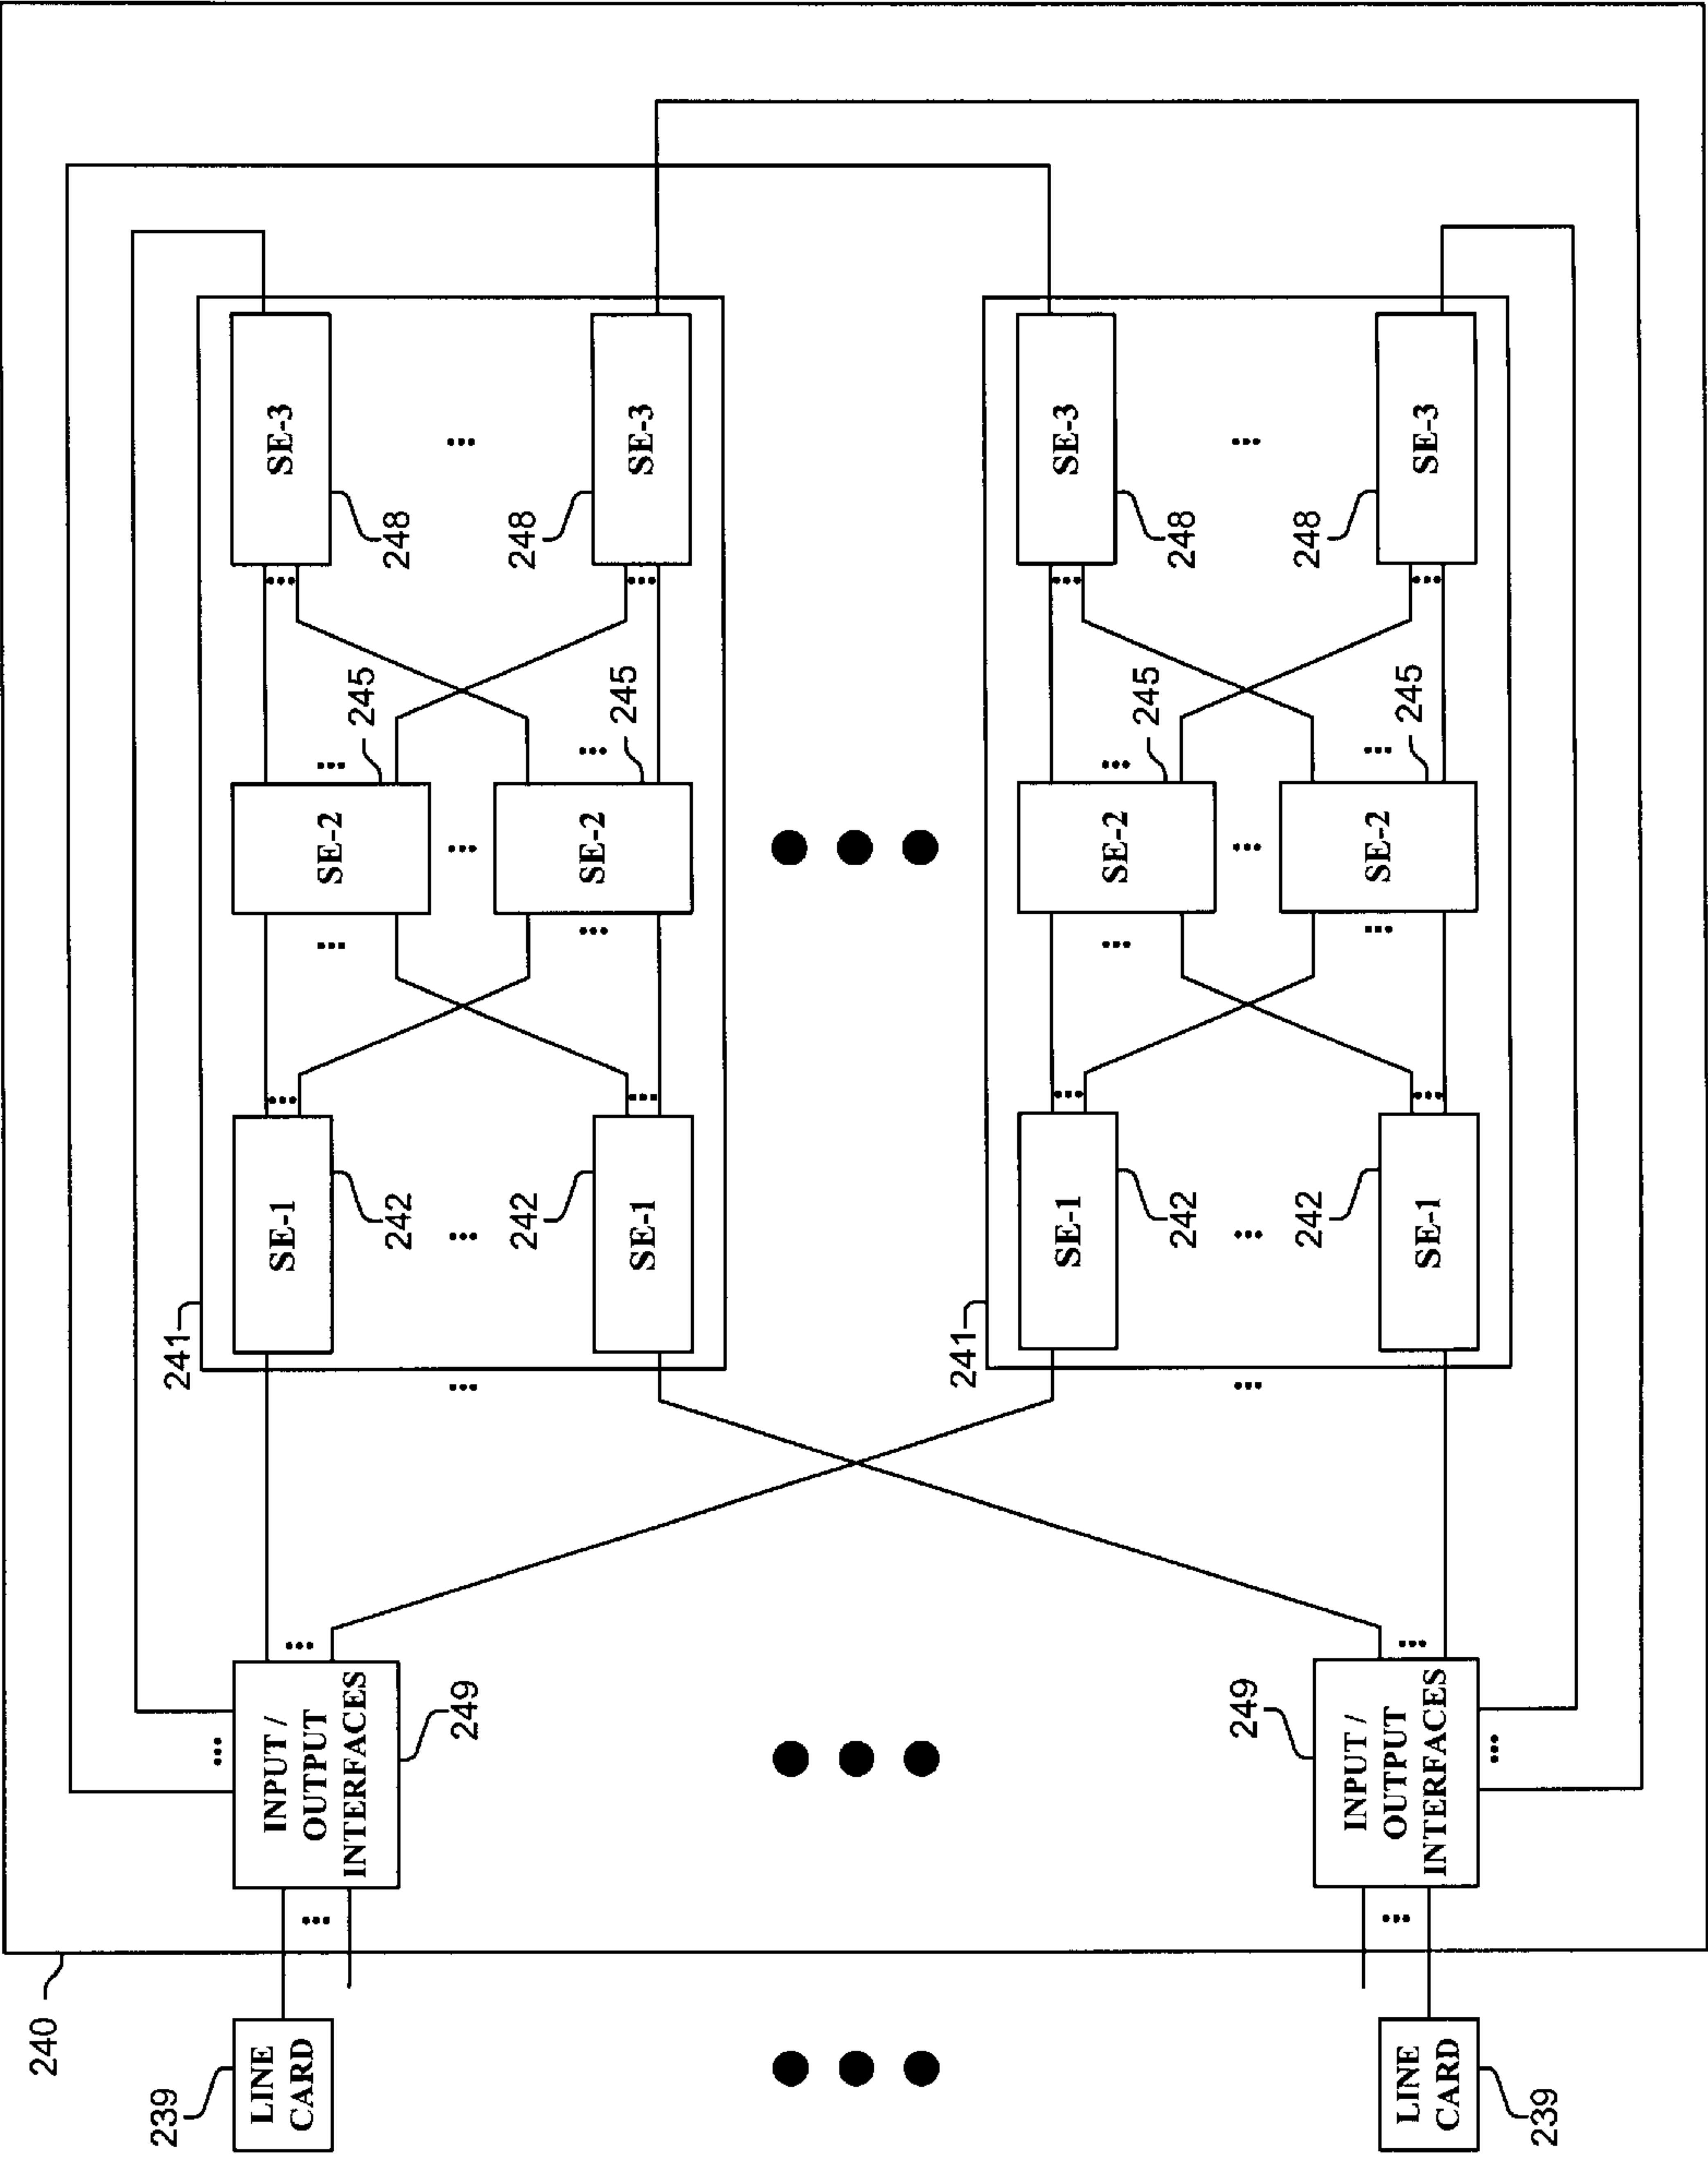 240
239
241
LINE
CARD
INPUT /
OUTPUT
INTERFACES
SE-1
SE-2
SE-3
245
242
248
249
242
248
SE-2
245
SE-1
SE-3
241
SE-1
SE-2
SE-3
245
242
248
249
242
248
INPUT /
OUTPUT
INTERFACES
SE-2
245
LINE
CARD
SE-1
SE-3
239